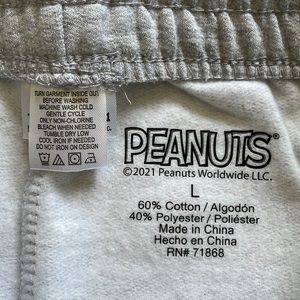 TURN GARMENT INSIDE OUT
BEFORE WASHING
MACHINE WASH COLD
GENTLE CYCLE
ONLY NON-CHLORINE
BLEACH WHEN NEEDED
TUMBLE DRY LOW
COOL IRON IF NEEDED
DO NOT IRON ON DESIGN
PEANUTS®
©2021 Peanuts Worldwide LLC.
L
60% Cotton / Algodón
40% Polyester / Poliéster
Made in China
Hecho en China
RN# 71868